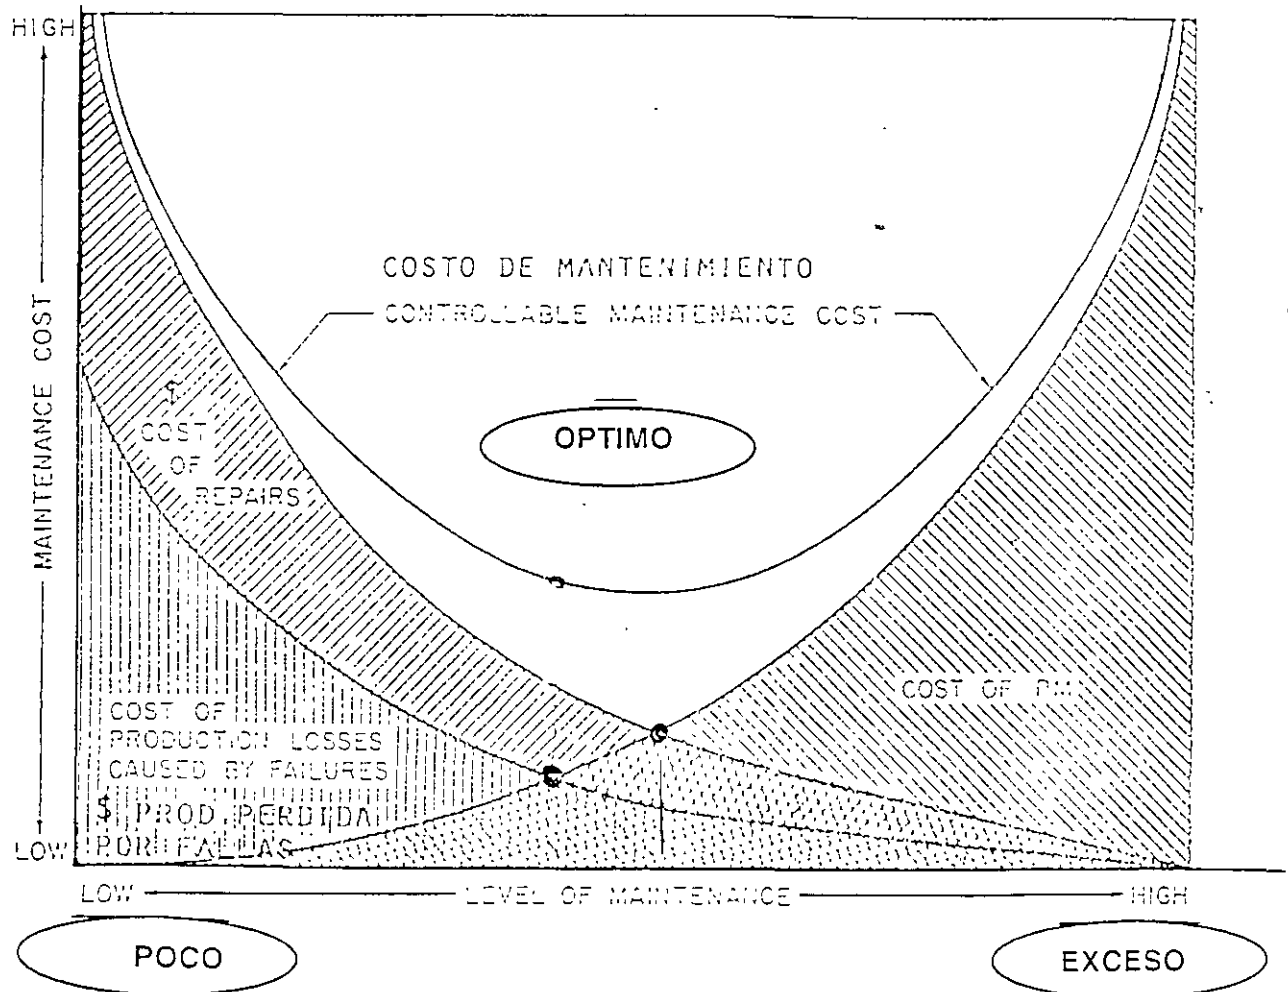 HIGH
MAINTENANCE COST
LOW
COSTO DE MANTENIMIENTO
CONTROLLABLE MAINTENANCE COST
OPTIMO
$
COST
OF
REPAIRS
COST OF PM
COST OF
PRODUCTION LOSSES
CAUSED BY FAILURES
$ PROD PERDIDA
POR FALLAS
LOW
LEVEL OF MAINTENANCE
HIGH
POCO
EXCESO